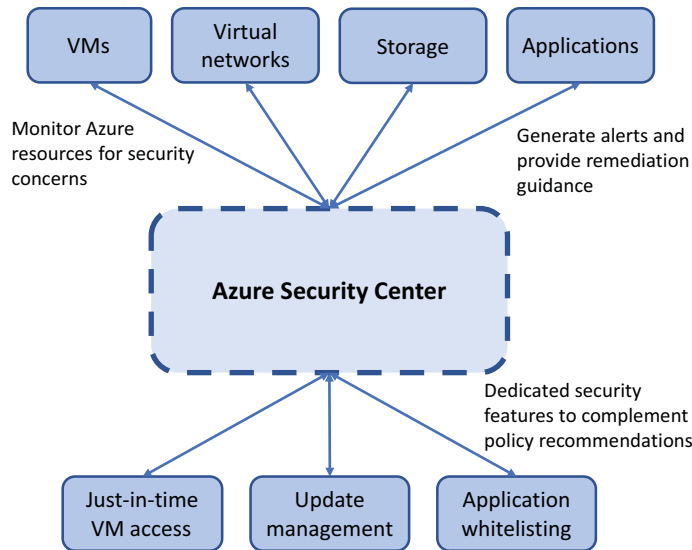 VMs
Virtual
networks
Storage
Applications
Monitor Azure
resources for security
concerns
Generate alerts and
provide remediation
guidance
Azure Security Center
Dedicated security
features to complement
policy recommendations
Just-in-time
VM access
Update
management
Application
whitelisting